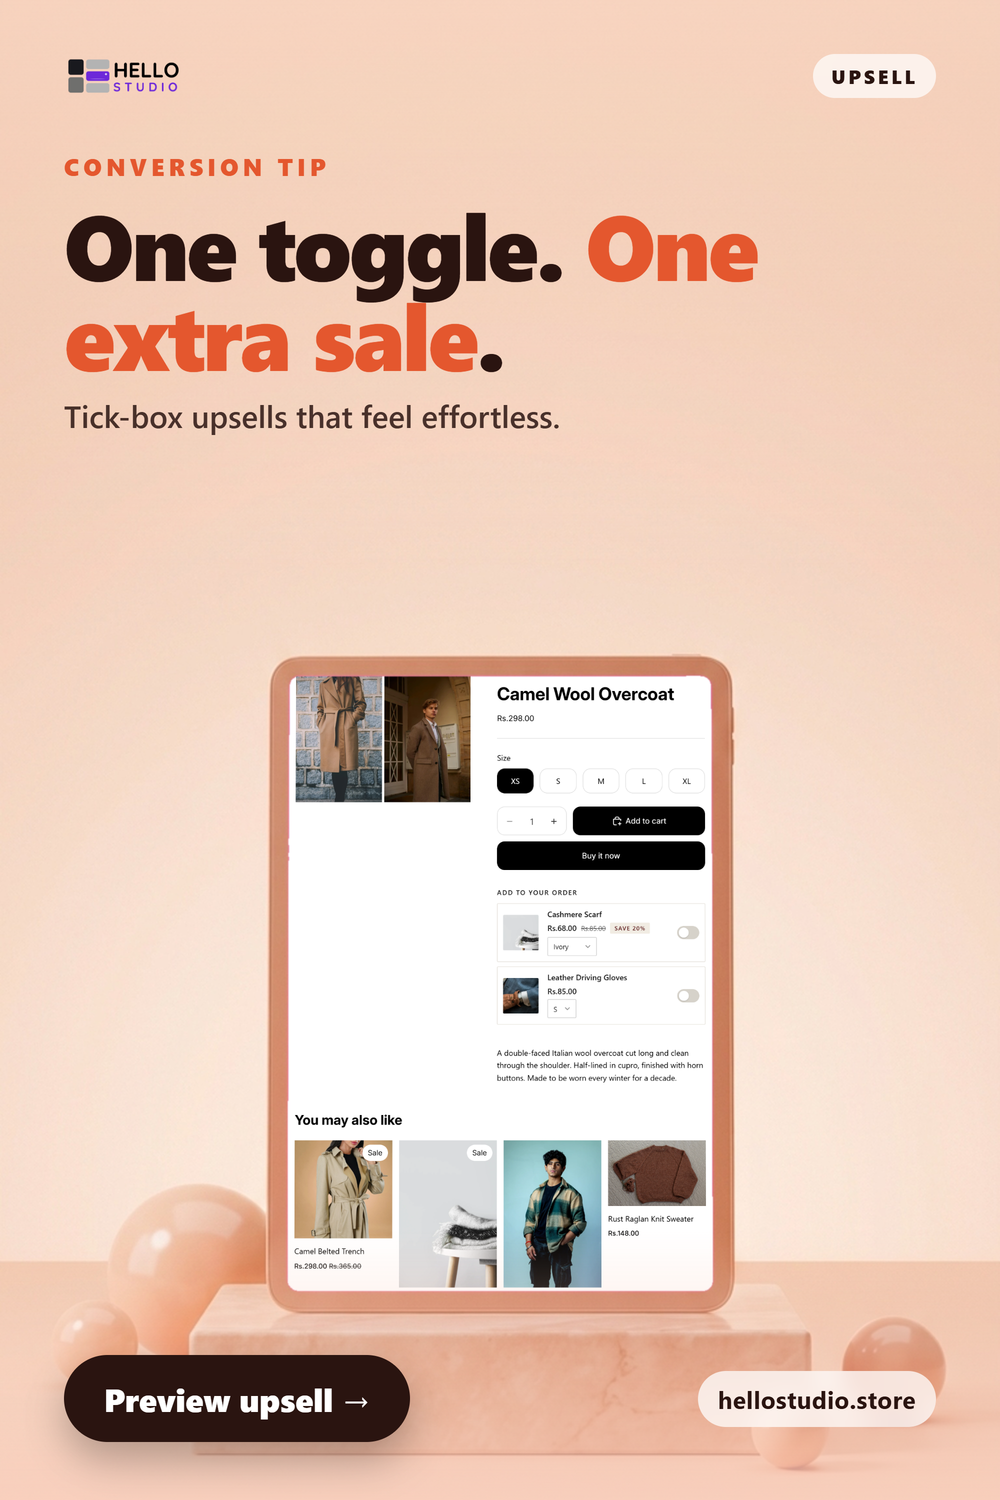 HELLO
STUDIO
UPSELL
CONVERSION TIP
One toggle. One
extra sale.
Tick-box upsells that feel effortless.
Camel Wool Overcoat
Rs.298.00
Size
XS S M L XL
− 1 + Add to cart
Buy it now
ADD TO YOUR ORDER
Cashmere Scarf
Rs.68.00 Rs.85.00 SAVE 20%
Ivory
Leather Driving Gloves
Rs.85.00
S
A double-faced Italian wool overcoat cut long and clean
through the shoulder. Half-lined in cupro, finished with horn
buttons. Made to be worn every winter for a decade.
You may also like
Sale
Sale
Camel Belted Trench
Rs.298.00 Rs.365.00
Rust Raglan Knit Sweater
Rs.148.00
Preview upsell →
hellostudio.store